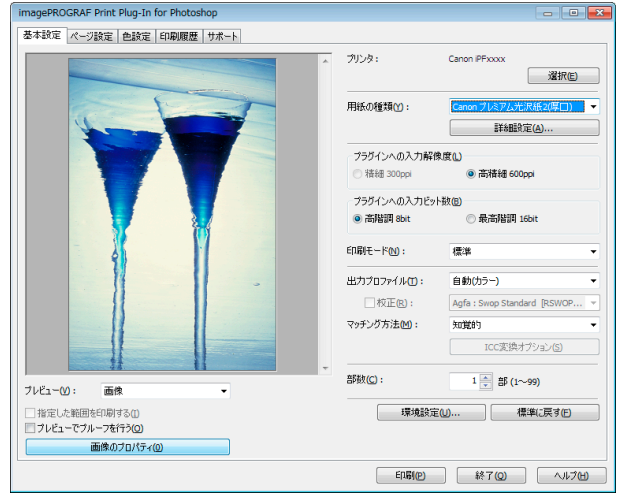 imagePROGRAF Print Plug-In for Photoshop
基本設定 ページ設定 色設定 印刷履歴 サポート
プリンタ： Canon iPFxxxx
選択(E)
用紙の種類(Y)： Canon プレミアム光沢紙2(厚口)
詳細設定(A)...
プラグインへの入力解像度(L)
精細 300ppi 高精細 600ppi
プラグインへの入力ビット数(B)
高階調 8bit 最高階調 16bit
印刷モード(N)： 標準
出力プロファイル(T)： 自動(カラー)
校正(R)： Agfa : Swop Standard [RSWOP...
マッチング方法(M)： 知覚的
ICC変換オプション(S)
部数(C)： 1 部 (1～99)
プレビュー(V)： 画像
指定した範囲を印刷する(I)
プレビューでプルーフを行う(Q)
画像のプロパティ(0)
環境設定(U)... 標準に戻す(F)
印刷(P) 終了(Q) ヘルプ(H)